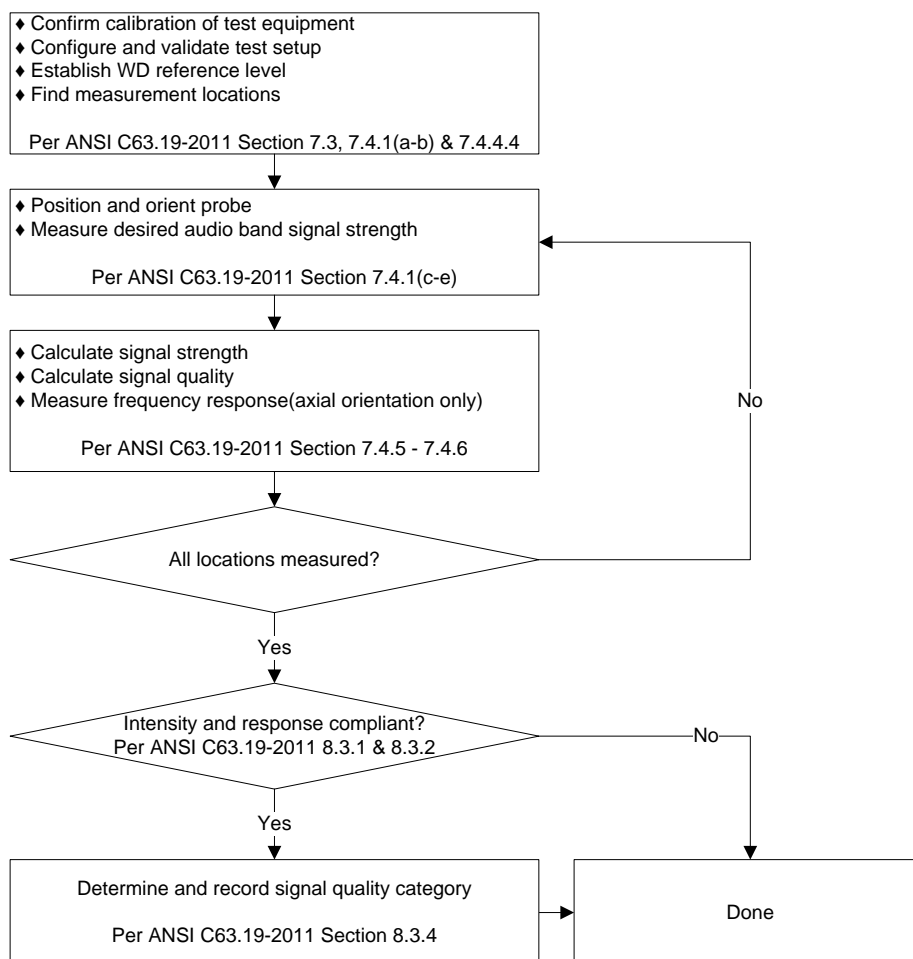 ♦ Confirm calibration of test equipment
♦ Configure and validate test setup
♦ Establish WD reference level
♦ Find measurement locations
Per ANSI C63.19-2011 Section 7.3, 7.4.1(a-b) & 7.4.4.4
♦ Position and orient probe
♦ Measure desired audio band signal strength
Per ANSI C63.19-2011 Section 7.4.1(c-e)
♦ Calculate signal strength
♦ Calculate signal quality
♦ Measure frequency response(axial orientation only)
Per ANSI C63.19-2011 Section 7.4.5 - 7.4.6
No
All locations measured?
Yes
Intensity and response compliant?
Per ANSI C63.19-2011 8.3.1 & 8.3.2
No
Yes
Determine and record signal quality category
Per ANSI C63.19-2011 Section 8.3.4
Done